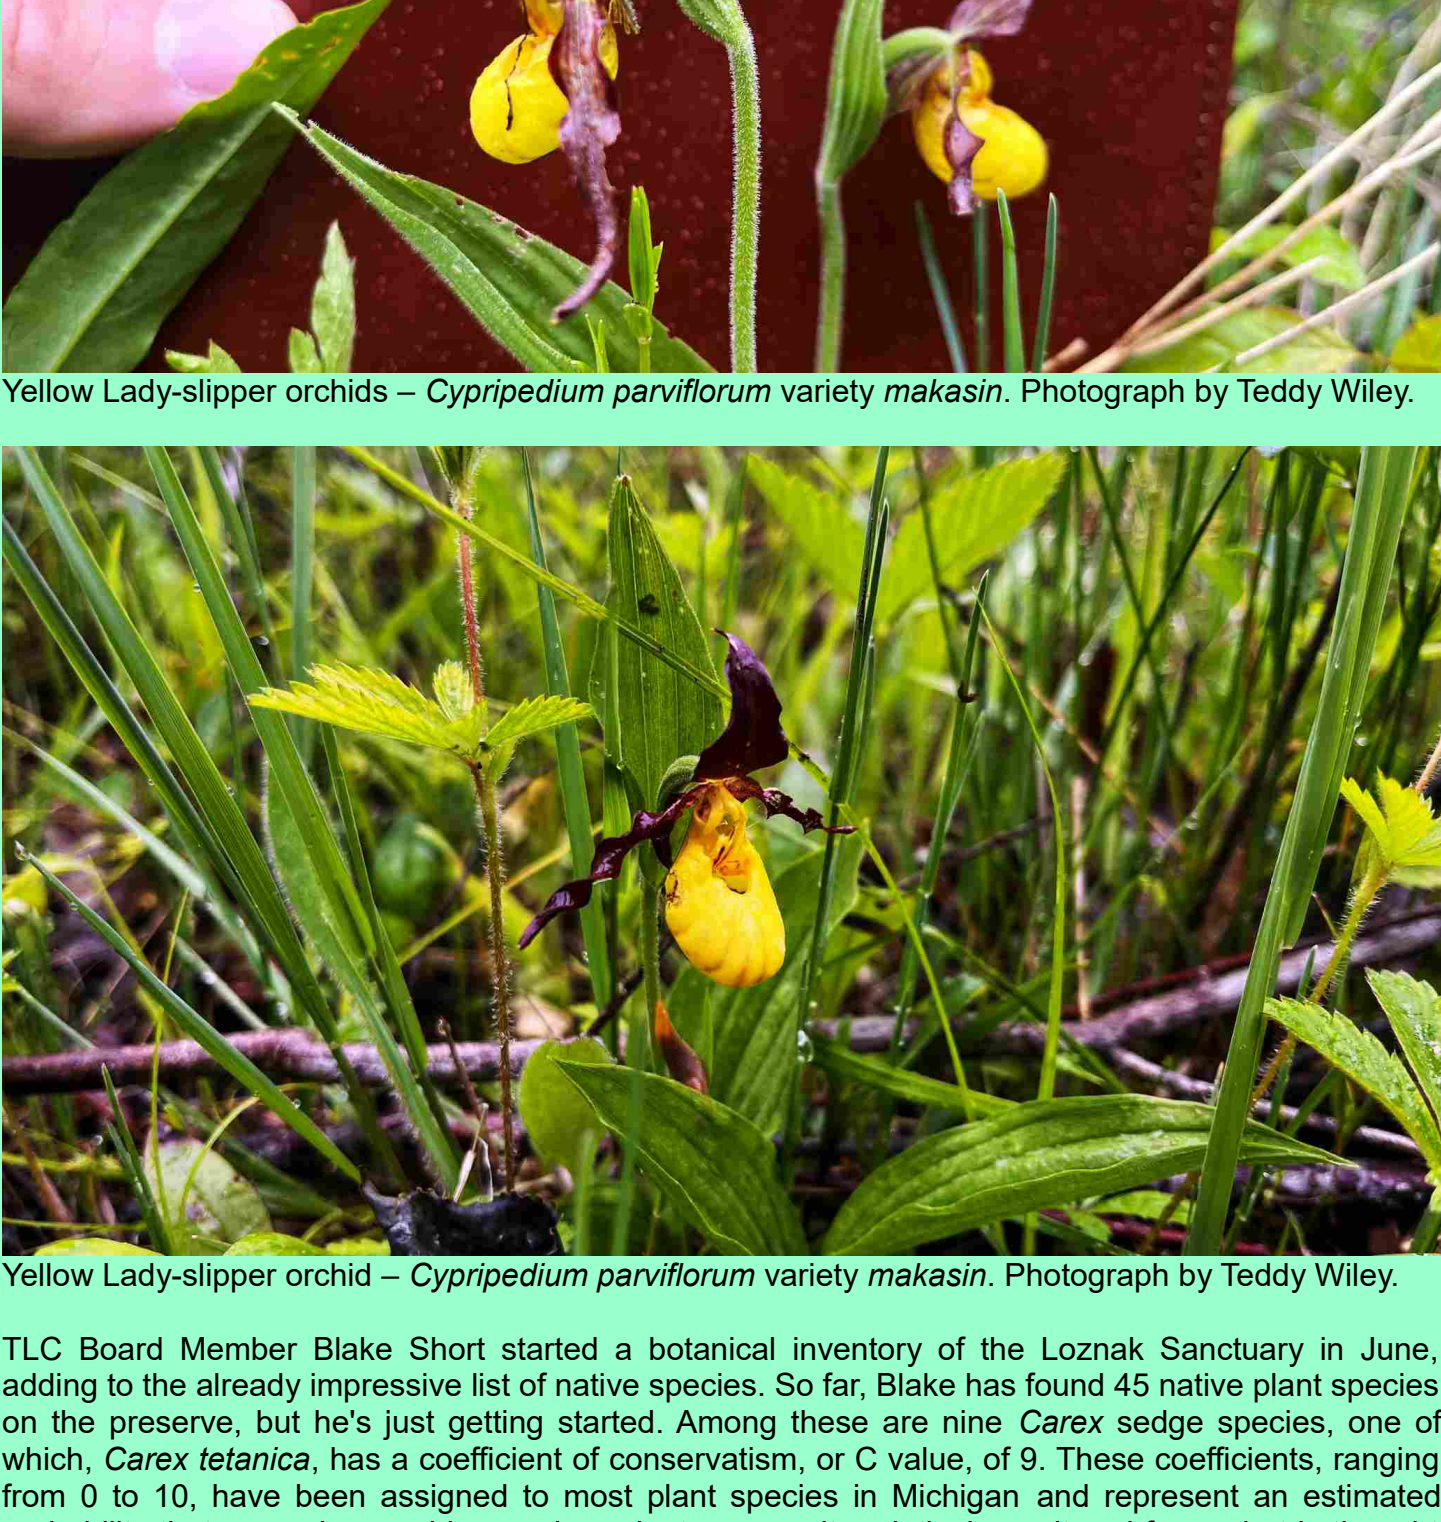 Yellow Lady-slipper orchids – Cypripedium parviflorum variety makasin. Photograph by Teddy Wiley.
Yellow Lady-slipper orchid – Cypripedium parviflorum variety makasin. Photograph by Teddy Wiley.
TLC Board Member Blake Short started a botanical inventory of the Loznak Sanctuary in June,
adding to the already impressive list of native species. So far, Blake has found 45 native plant species
on the preserve, but he's just getting started. Among these are nine Carex sedge species, one of
which, Carex tetanica, has a coefficient of conservatism, or C value, of 9. These coefficients, ranging
from 0 to 10, have been assigned to most plant species in Michigan and represent an estimated